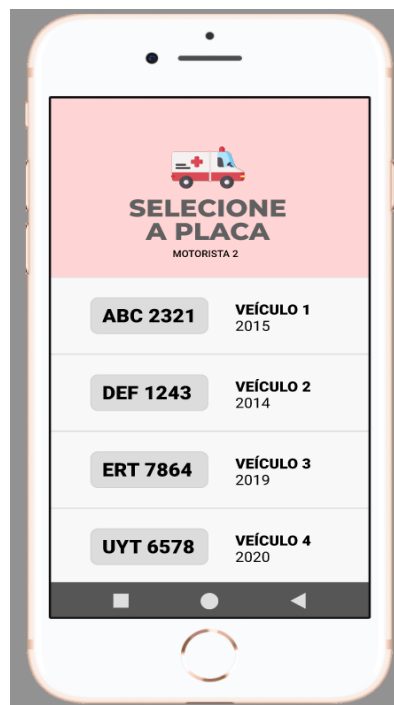 SELECIONE
A PLACA
MOTORISTA 2
ABC 2321
VEÍCULO 1
2015
DEF 1243
VEÍCULO 2
2014
ERT 7864
VEÍCULO 3
2019
UYT 6578
VEÍCULO 4
2020